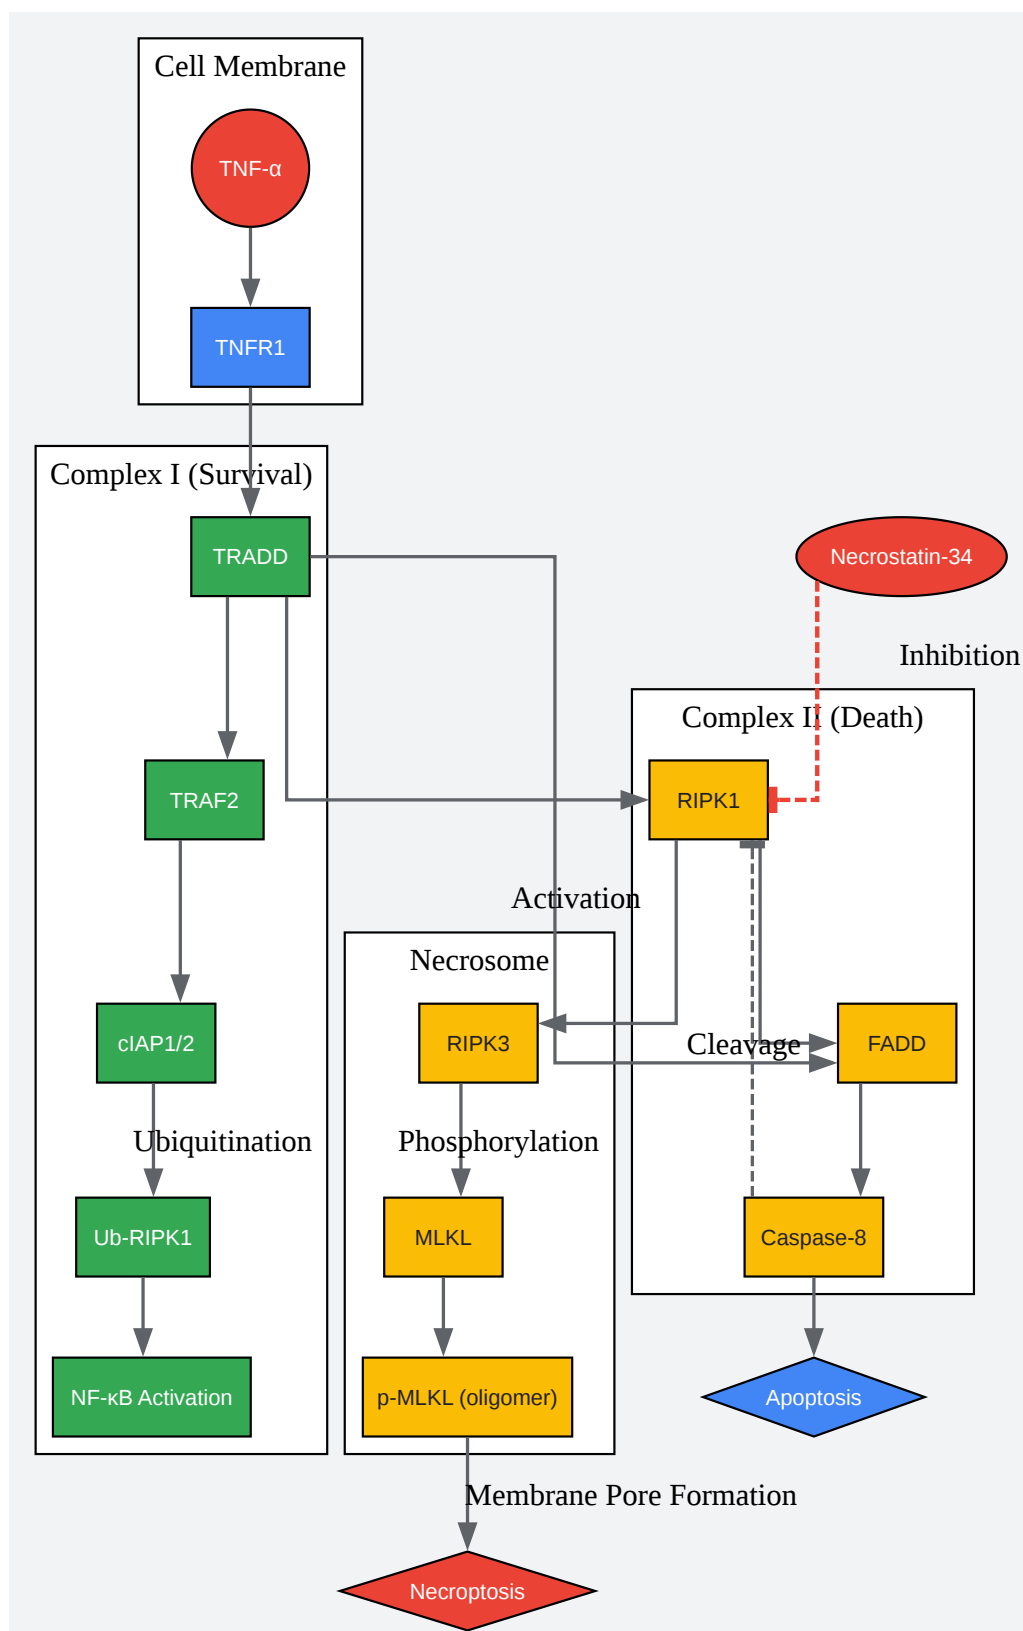 Cell Membrane
TNF-α
TNFR1
Complex I (Survival)
TRADD
Necrostatin-34
Inhibition
Complex II (Death)
TRAF2
RIPK1
Activation
Necrosome
cIAP1/2
RIPK3
Cleavage
FADD
Ubiquitination
Phosphorylation
Ub-RIPK1
MLKL
Caspase-8
NF-κB Activation
p-MLKL (oligomer)
Apoptosis
Membrane Pore Formation
Necroptosis